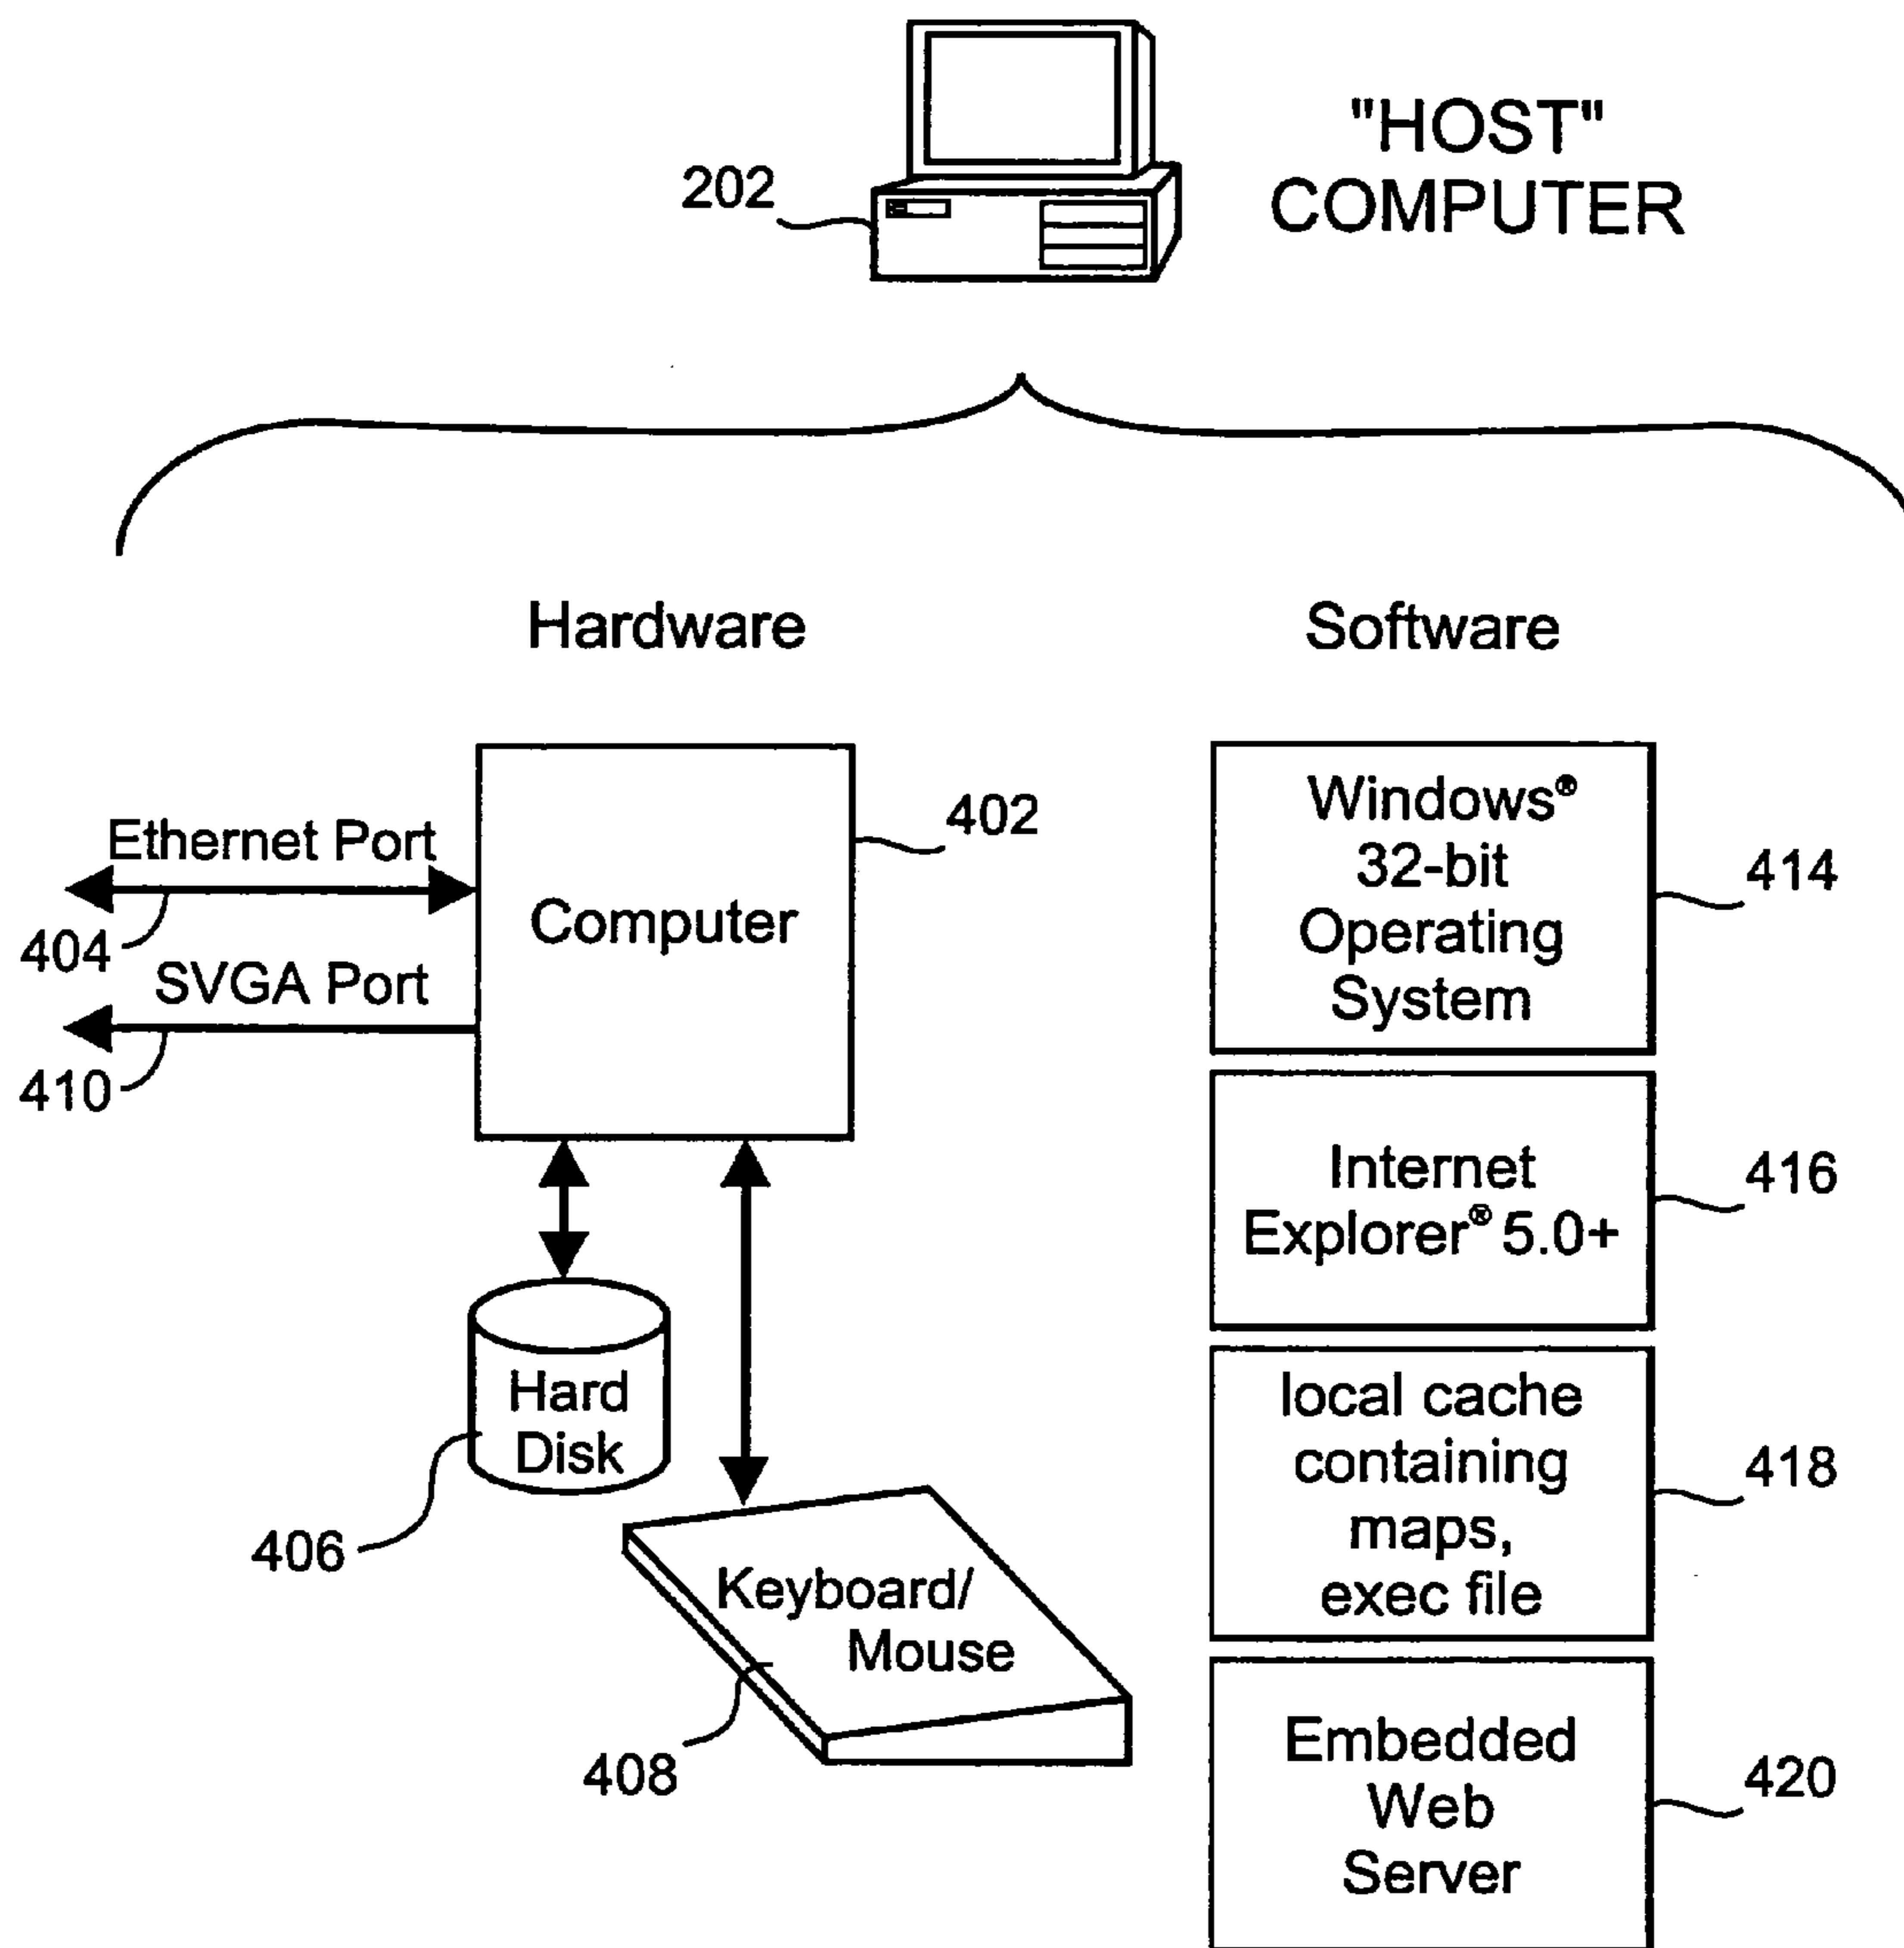 "HOST"
COMPUTER
202
Hardware
Software
Ethernet Port
404
SVGA Port
410
Computer
402
Hard
Disk
406
Keyboard/
Mouse
408
Windows®
32-bit
Operating
System
414
Internet
Explorer® 5.0+
416
local cache
containing
maps,
exec file
418
Embedded
Web
Server
420